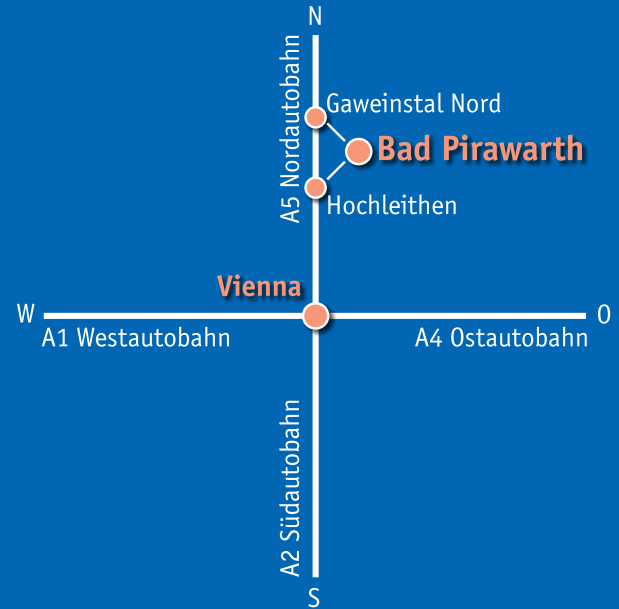 N
A5 Nordautobahn
Gaweinstal Nord
Bad Pirawarth
Hochleithen
Vienna
W
O
A1 Westautobahn
A4 Ostautobahn
A2 Südautobahn
S